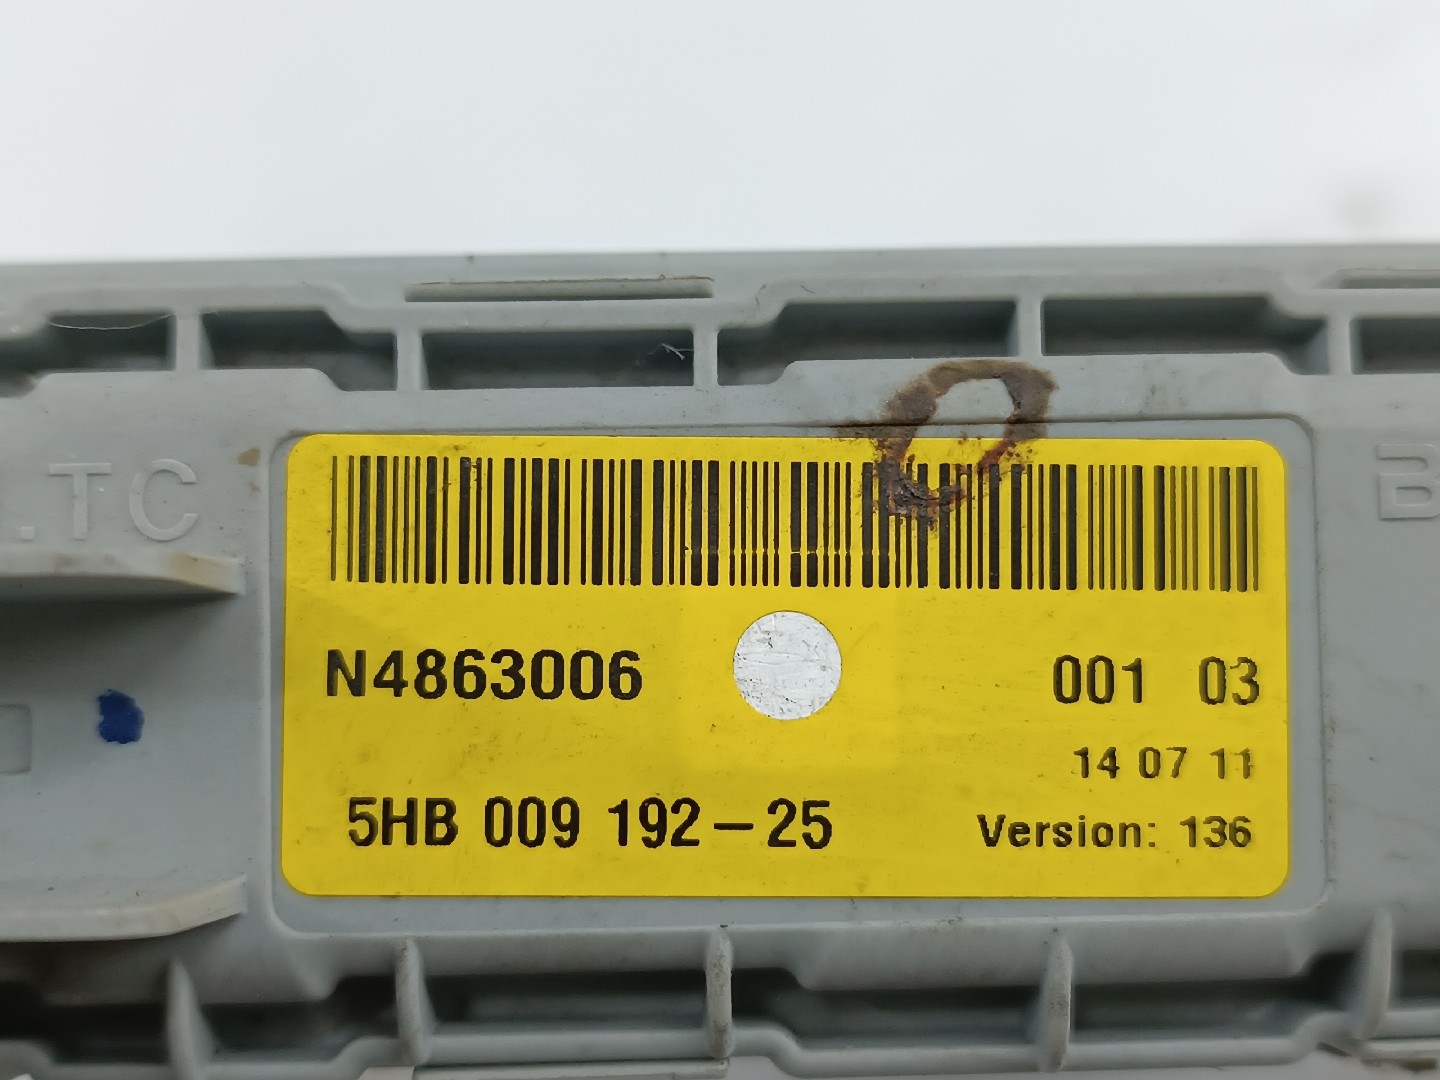 .TC
B
N4863006
001 03
14 07 11
5HB 009 192-25
Version: 136